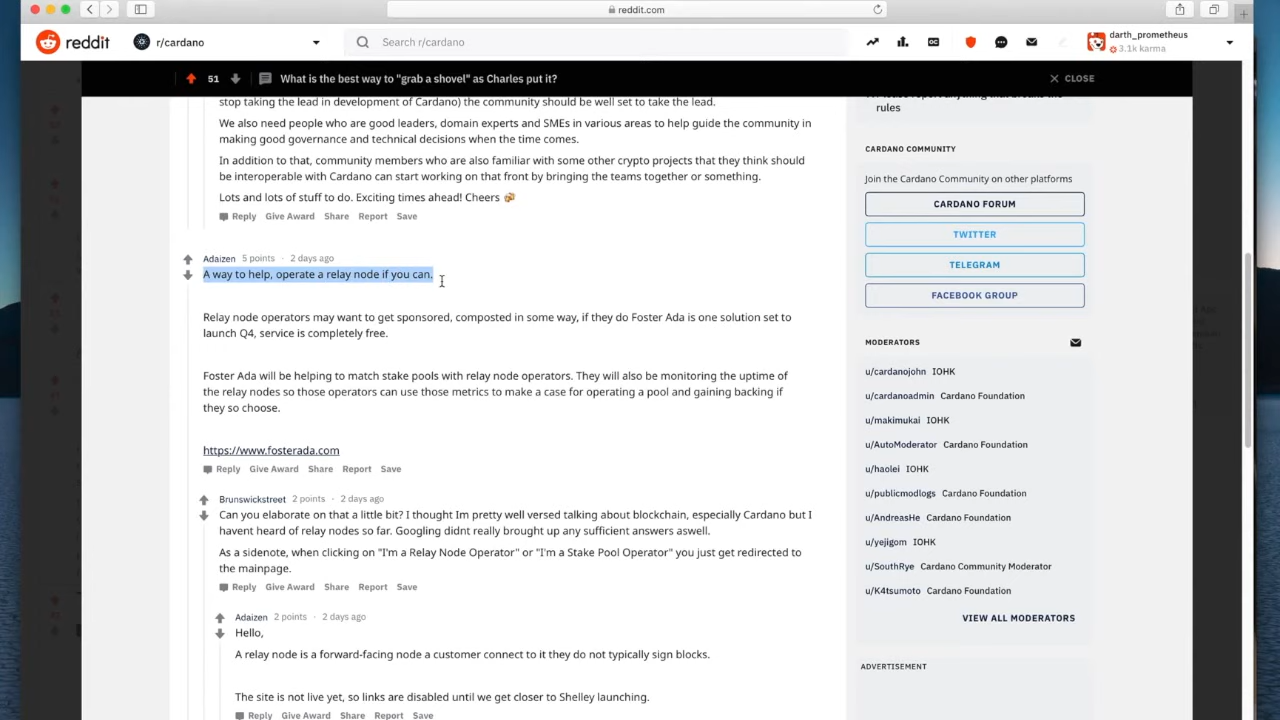 reddit.com
reddit
r/cardano
Search r/cardano
darth_prometheus
3.1k karma
51
What is the best way to "grab a shovel" as Charles put it?
CLOSE
stop taking the lead in development of Cardano) the community should be well set to take the lead.
We also need people who are good leaders, domain experts and SMEs in various areas to help guide the community in
making good governance and technical decisions when the time comes.
In addition to that, community members who are also familiar with some other crypto projects that they think should
be interoperable with Cardano can start working on that front by bringing the teams together or something.
Lots and lots of stuff to do. Exciting times ahead! Cheers 🍻
Reply Give Award Share Report Save
Adaizen 5 points · 2 days ago
A way to help, operate a relay node if you can.
Relay node operators may want to get sponsored, composted in some way, if they do Foster Ada is one solution set to
launch Q4, service is completely free.
Foster Ada will be helping to match stake pools with relay node operators. They will also be monitoring the uptime of
the relay nodes so those operators can use those metrics to make a case for operating a pool and gaining backing if
they so choose.
https://www.fosterada.com
Reply Give Award Share Report Save
Brunswickstreet 2 points · 2 days ago
Can you elaborate on that a little bit? I thought Im pretty well versed talking about blockchain, especially Cardano but I
havent heard of relay nodes so far. Googling didnt really brought up any sufficient answers aswell.
As a sidenote, when clicking on "I'm a Relay Node Operator" or "I'm a Stake Pool Operator" you just get redirected to
the mainpage.
Reply Give Award Share Report Save
Adaizen 2 points · 2 days ago
Hello,
A relay node is a forward-facing node a customer connect to it they do not typically sign blocks.
The site is not live yet, so links are disabled until we get closer to Shelley launching.
Reply Give Award Share Report Save
rules
CARDANO COMMUNITY
Join the Cardano Community on other platforms
CARDANO FORUM
TWITTER
TELEGRAM
FACEBOOK GROUP
MODERATORS
u/cardanojohn IOHK
u/cardanoadmin Cardano Foundation
u/makimukai IOHK
u/AutoModerator Cardano Foundation
u/haolei IOHK
u/publicmodlogs Cardano Foundation
u/AndreasHe Cardano Foundation
u/yejigom IOHK
u/SouthRye Cardano Community Moderator
u/K4tsumoto Cardano Foundation
VIEW ALL MODERATORS
ADVERTISEMENT